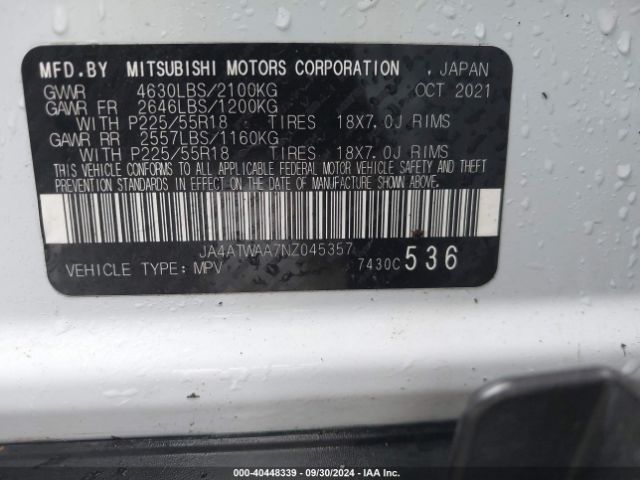 MFD.BY MITSUBISHI MOTORS CORPORATION , JAPAN
GVWR 4630LBS/2100KG OCT 2021
GAWR FR 2646LBS/1200KG
WITH P225/55R18 TIRES 18X7.0J RIMS
GAWR RR 2557LBS/1160KG
WITH P225/55R18 TIRES 18X7.0J RIMS
THIS VEHICLE CONFORMS TO ALL APPLICABLE FEDERAL MOTOR VEHICLE SAFETY AND THEFT
PREVENTION STANDARDS IN EFFECT ON THE DATE OF MANUFACTURE SHOWN ABOVE.
JA4ATWAA7NZ045357
VEHICLE TYPE: MPV 7430C 536
© - 40448339 - 09/30/2024 - IAA Inc.